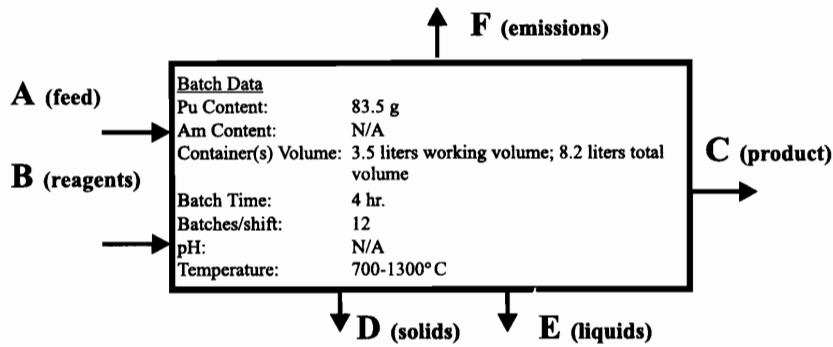 F (emissions)
A (feed)
B (reagents)
Batch Data
Pu Content: 83.5 g
Am Content: N/A
Container(s) Volume: 3.5 liters working volume; 8.2 liters total
volume
Batch Time: 4 hr.
Batches/shift: 12
pH: N/A
Temperature: 700-1300°C
C (product)
D (solids)
E (liquids)